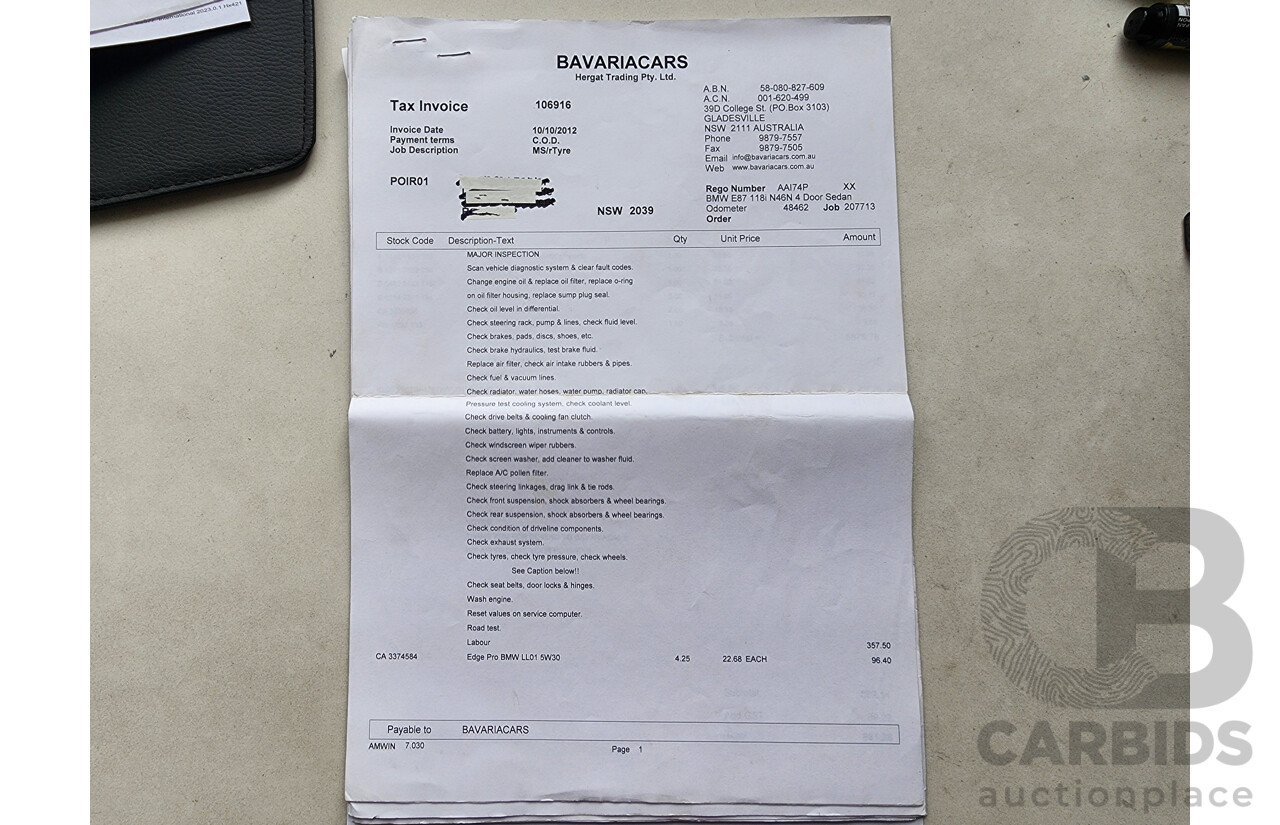 International 2023.0.1 He421
BAVARIACARS
Hergat Trading Pty. Ltd.
Tax Invoice 106916
Invoice Date 10/10/2012
Payment terms C.O.D.
Job Description MS/rTyre
A.B.N. 58-080-827-609
A.C.N. 001-620-499
39D College St. (PO.Box 3103)
GLADESVILLE
NSW 2111 AUSTRALIA
Phone 9879-7557
Fax 9879-7505
Email info@bavariacars.com.au
Web www.bavariacars.com.au
POIR01
NSW 2039
Rego Number AAI74P XX
BMW E87 118i N46N 4 Door Sedan
Odometer 48462 Job 207713
Order
Stock Code Description-Text Qty Unit Price Amount
MAJOR INSPECTION
Scan vehicle diagnostic system & clear fault codes.
Change engine oil & replace oil filter, replace o-ring
on oil filter housing, replace sump plug seal.
Check oil level in differential.
Check steering rack, pump & lines, check fluid level.
Check brakes, pads, discs, shoes, etc.
Check brake hydraulics, test brake fluid.
Replace air filter, check air intake rubbers & pipes.
Check fuel & vacuum lines.
Check radiator, water hoses, water pump, radiator cap.
Pressure test cooling system, check coolant level.
Check drive belts & cooling fan clutch.
Check battery, lights, instruments & controls.
Check windscreen wiper rubbers.
Check screen washer, add cleaner to washer fluid.
Replace A/C pollen filter.
Check steering linkages, drag link & tie rods.
Check front suspension, shock absorbers & wheel bearings.
Check rear suspension, shock absorbers & wheel bearings.
Check condition of driveline components.
Check exhaust system.
Check tyres, check tyre pressure, check wheels.
See Caption below!!
Check seat belts, door locks & hinges.
Wash engine.
Reset values on service computer.
Road test.
Labour 357.50
CA 3374584 Edge Pro BMW LL01 5W30 4.25 22.68 EACH 96.40
Payable to BAVARIACARS
AMWIN 7.030 Page 1
CARBIDS
auctionplace